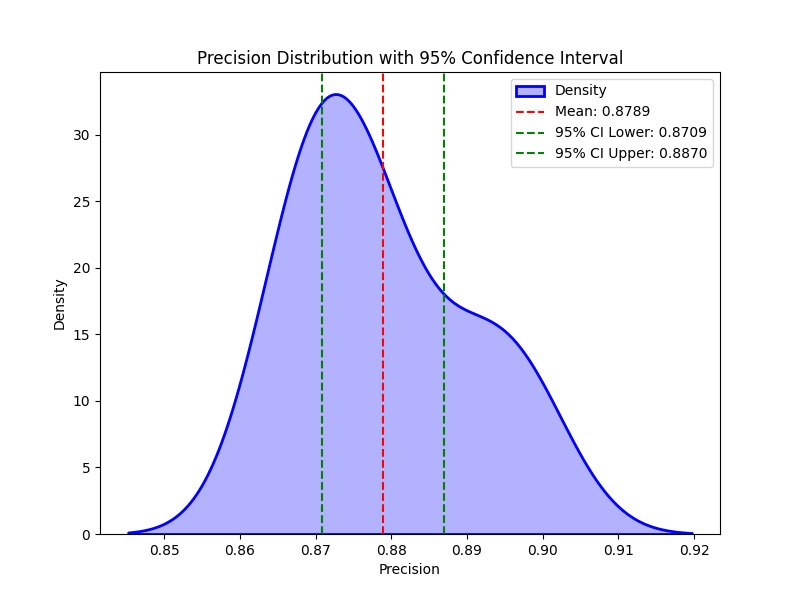 Precision Distribution with 95% Confidence Interval
Density
Mean: 0.8789
95% CI Lower: 0.8709
95% CI Upper: 0.8870
30
25
20
15
10
5
0
Density
0.85 0.86 0.87 0.88 0.89 0.90 0.91 0.92
Precision